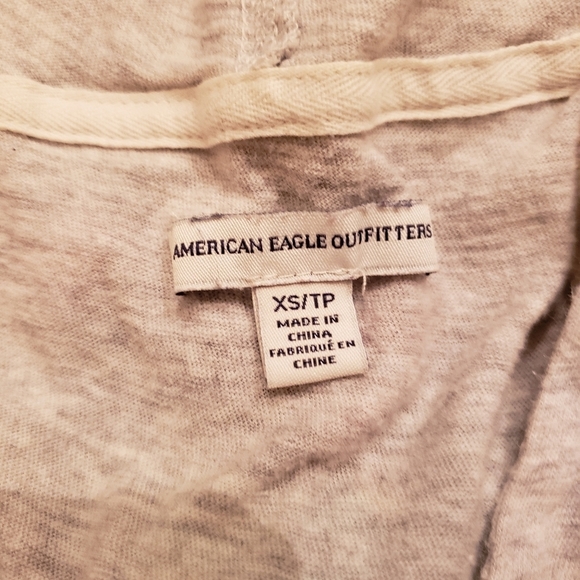 AMERICAN EAGLE OUTFITTERS
XS/TP
MADE IN
CHINA
FABRIQUÉ EN
CHINE